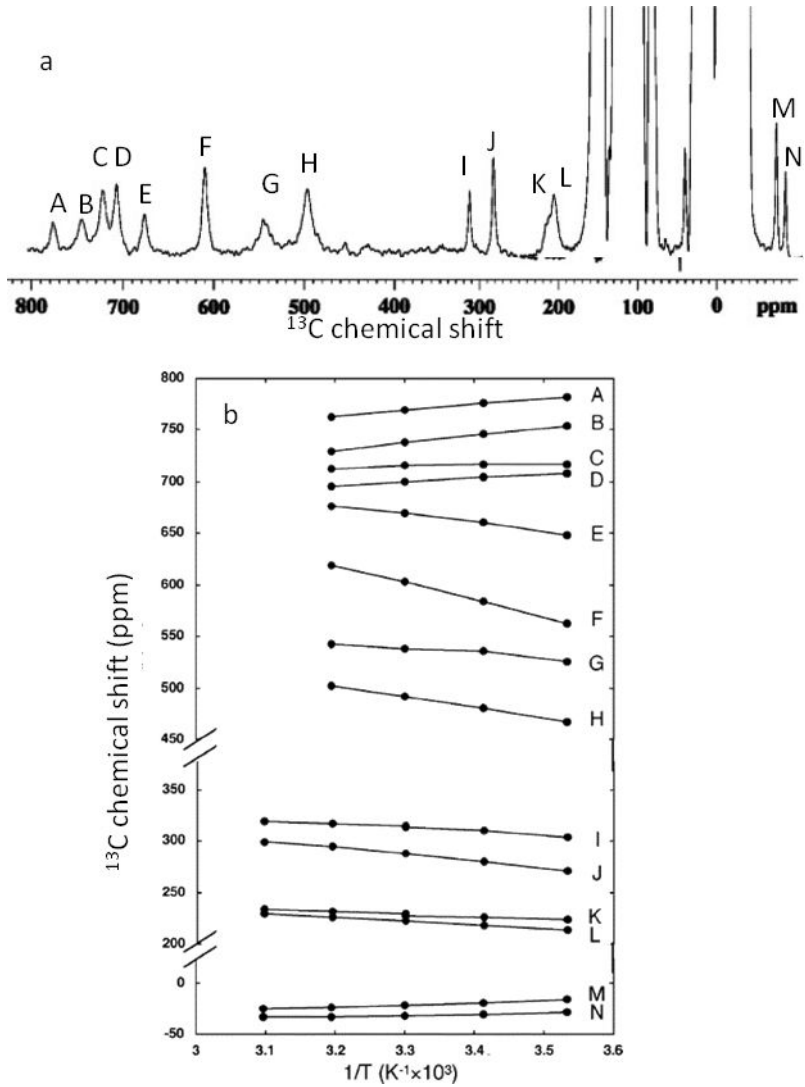 a
A B C D E F G H I J K L M N
800 700 600 500 400 300 200 100 0 ppm
¹³C chemical shift
b
¹³C chemical shift (ppm)
800
750
700
650
600
550
500
450
350
300
250
200
0
-50
A
B
C
D
E
F
G
H
I
J
K
L
M
N
3 3.1 3.2 3.3 3.4 3.5 3.6
1/T (K⁻¹×10³)